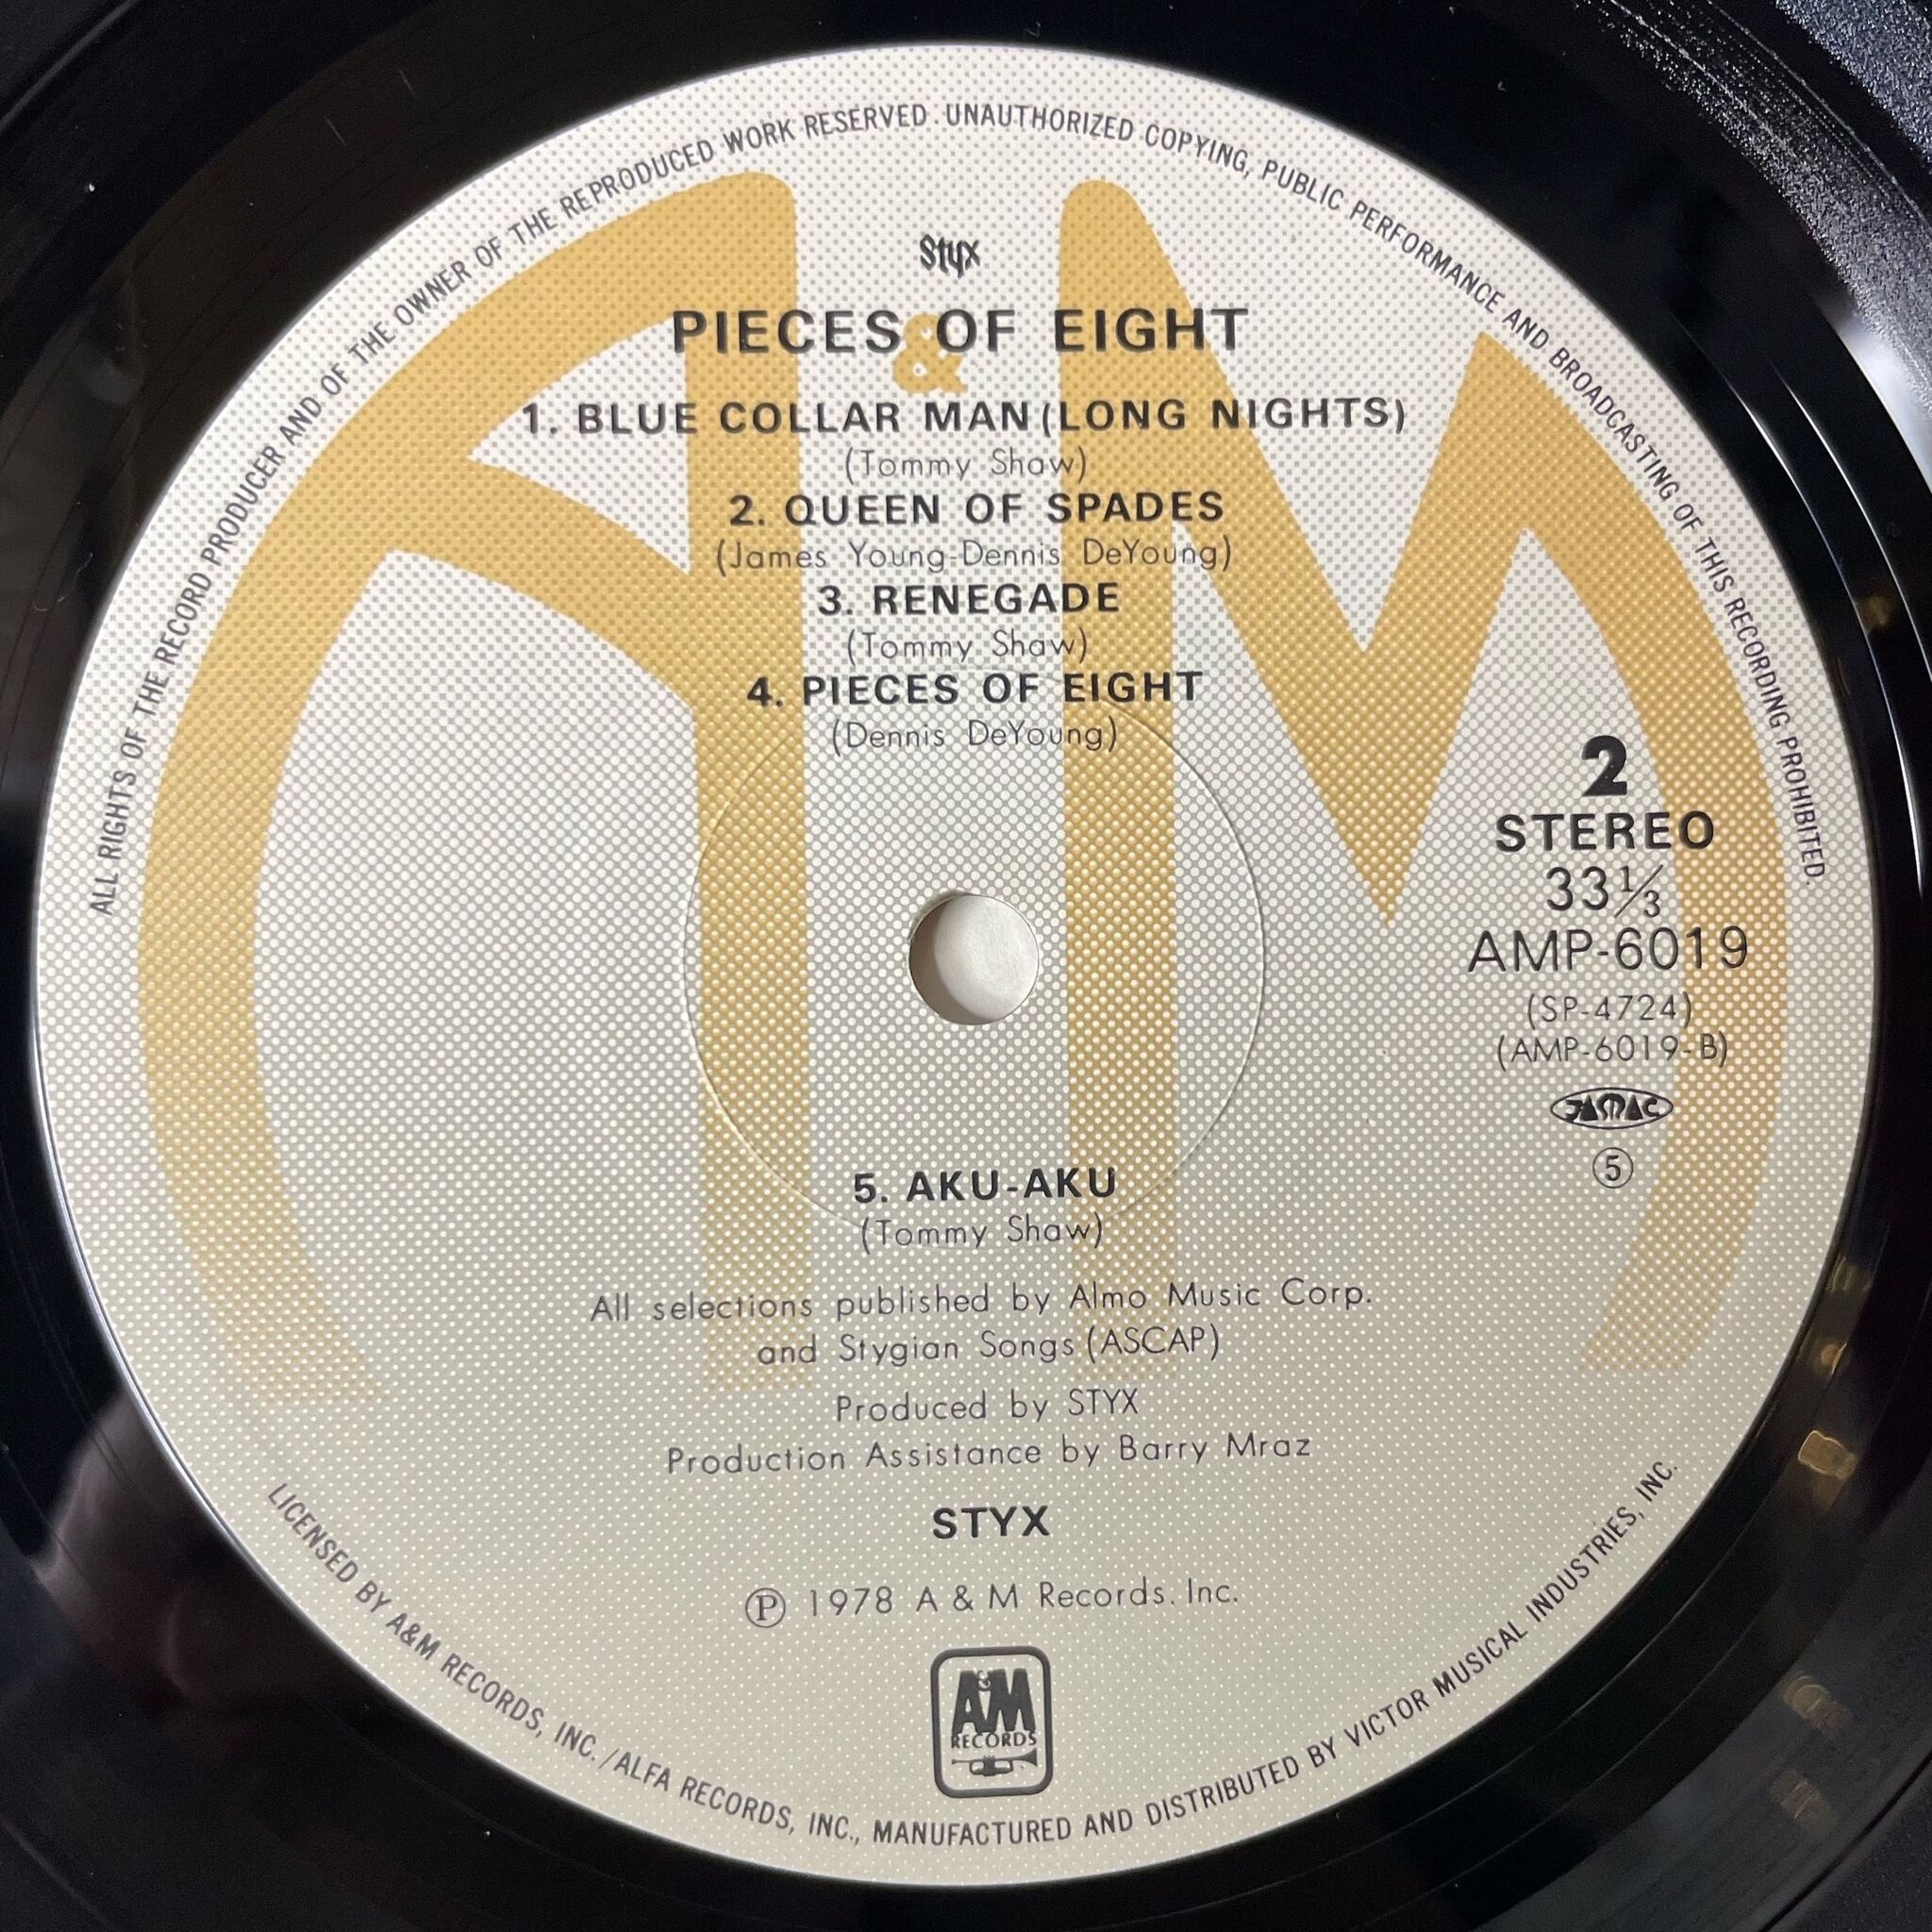 ALL RIGHTS OF THE RECORD PRODUCER AND OF THE OWNER OF THE REPRODUCED WORK RESERVED UNAUTHORIZED COPYING, PUBLIC PERFORMANCE AND BROADCASTING OF THIS RECORDING PROHIBITED.
Styx
PIECES OF EIGHT
&
1. BLUE COLLAR MAN (LONG NIGHTS)
(Tommy Shaw)
2. QUEEN OF SPADES
(James Young-Dennis DeYoung)
3. RENEGADE
(Tommy Shaw)
4. PIECES OF EIGHT
(Dennis DeYoung)
2
STEREO
33 1/3
AMP-6019
(SP-4724)
(AMP-6019-B)
JASRAC
⑤
5. AKU-AKU
(Tommy Shaw)
All selections published by Almo Music Corp.
and Stygian Songs (ASCAP)
Produced by STYX
Production Assistance by Barry Mraz
STYX
Ⓟ 1978 A & M Records. Inc.
A&M
RECORDS
LICENSED BY A&M RECORDS, INC. / ALFA RECORDS, INC., MANUFACTURED AND DISTRIBUTED BY VICTOR MUSICAL INDUSTRIES, INC.